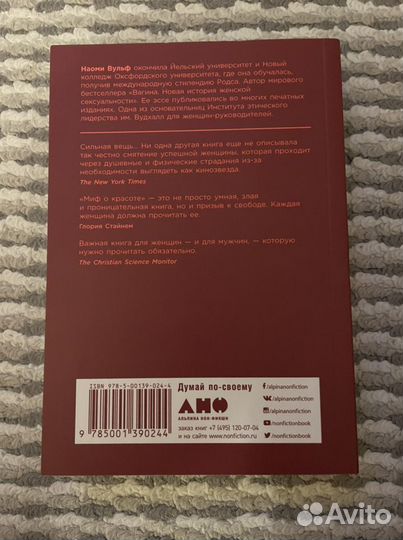 Наоми Вульф окончила Йельский университет и Новый
колледж Оксфордского университета, где она обучалась,
получив международную стипендию Родса. Автор мирового
бестселлера «Вагина. Новая история женской
сексуальности». Ее эссе публиковались во многих печатных
изданиях. Одна из основательниц Института этического
лидерства им. Вудхалл для женщин-руководителей.
Сильная вещь... Ни одна другая книга еще не описывала
так честно смятение успешной женщины, которая проходит
через душевные и физические страдания из-за
необходимости выглядеть как кинозвезда.
The New York Times
«Миф о красоте» — это не просто умная, злая
и проницательная книга, но и призыв к свободе. Каждая
женщина должна прочитать ее.
Глория Стайнем
Важная книга для женщин — и для мужчин, — которую
нужно прочитать обязательно.
The Christian Science Monitor
ISBN 978-5-00139-024-4
9 785001 390244
Думай по-своему
АНФ
АЛЬПИНА НОН-ФИКШН
заказ книг +7 (495) 120-07-04
и на сайте www.nonfiction.ru
/alpinanonfiction
/alpinanonfiction
/alpinanonfiction
/nonfictionbook
/nonfictionbook
Avito